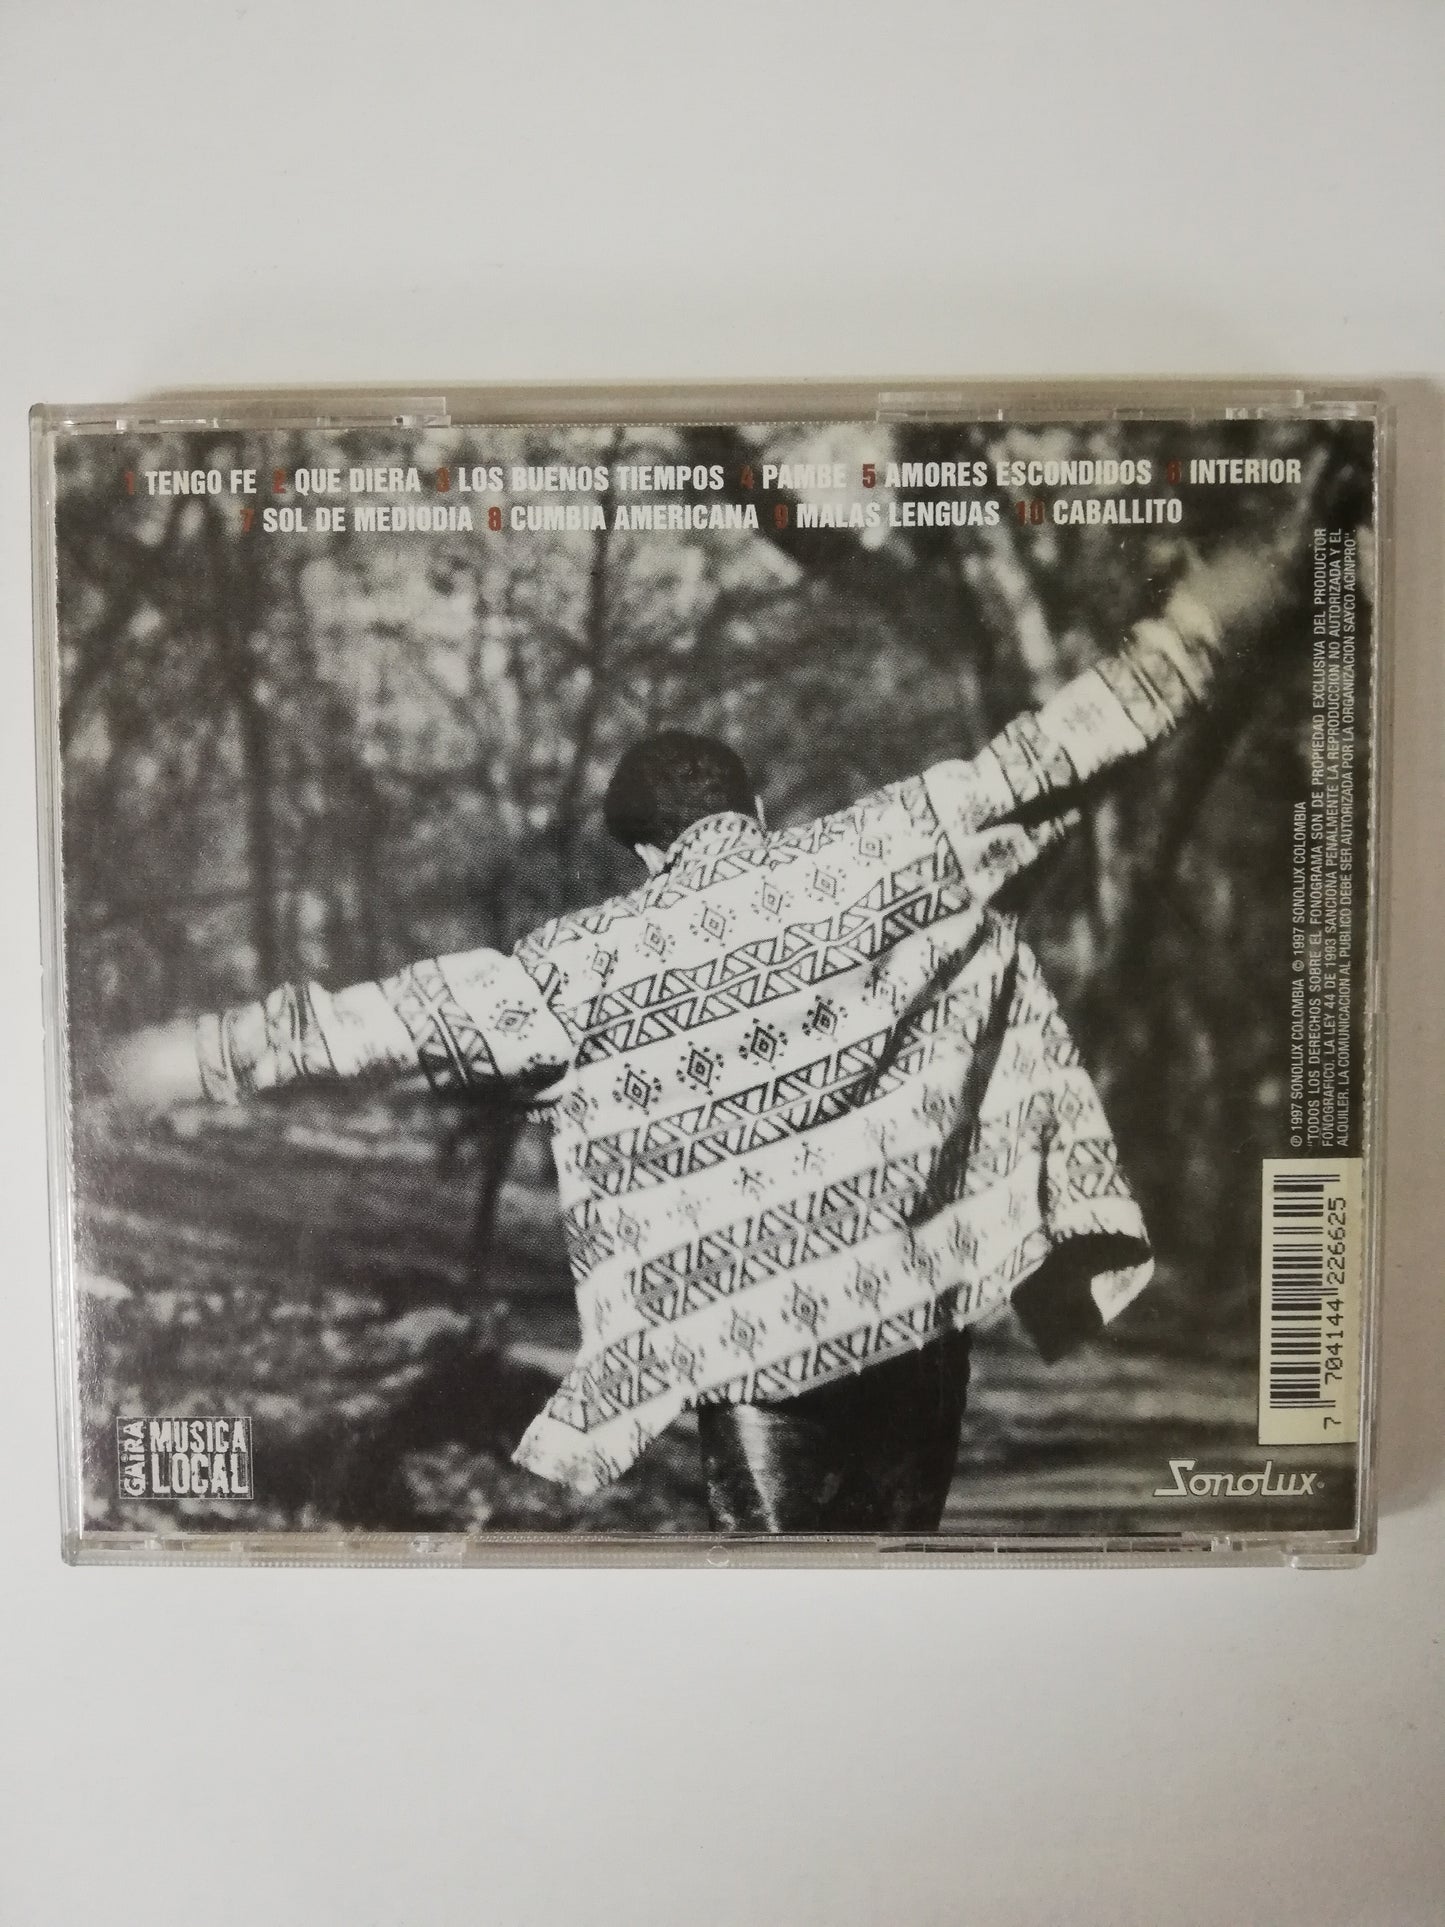 1 TENGO FE 2 QUE DIERA 3 LOS BUENOS TIEMPOS 4 PAMBE 5 AMORES ESCONDIDOS 6 INTERIOR
7 SOL DE MEDIODIA 8 CUMBIA AMERICANA 9 MALAS LENGUAS 10 CABALLITO
℗ 1997 SONOLUX COLOMBIA © 1997 SONOLUX COLOMBIA
"TODOS LOS DERECHOS SOBRE EL FONOGRAMA SON DE PROPIEDAD EXCLUSIVA DEL PRODUCTOR
FONOGRAFICO. LA LEY 44 DE 1993 SANCIONA PENALMENTE LA REPRODUCCION NO AUTORIZADA Y EL
ALQUILER. LA COMUNICACION AL PUBLICO DEBE SER AUTORIZADA POR LA ORGANIZACION SAYCO ACINPRO".
7 704144 226625
GAIRA
MUSICA
LOCAL
SONOLUX